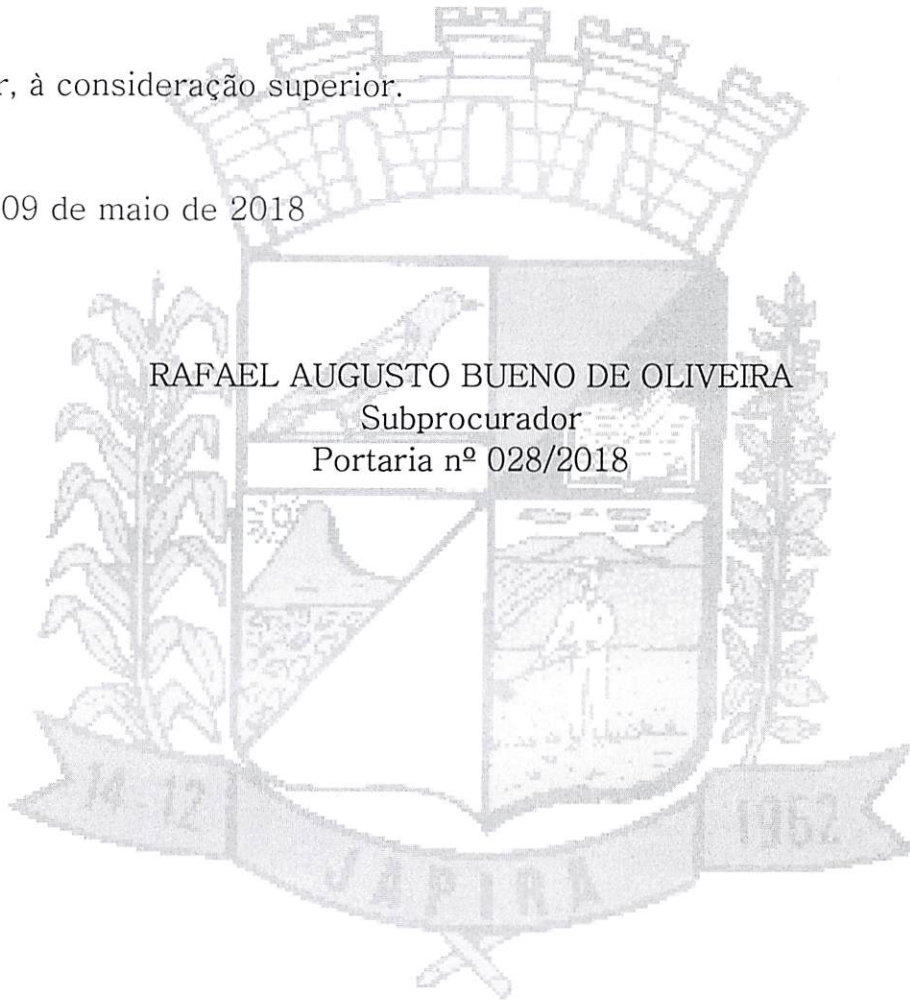 r, à consideração superior.
09 de maio de 2018
RAFAEL AUGUSTO BUENO DE OLIVEIRA
Subprocurador
Portaria nº 028/2018
14-12
1962
JAPIRA